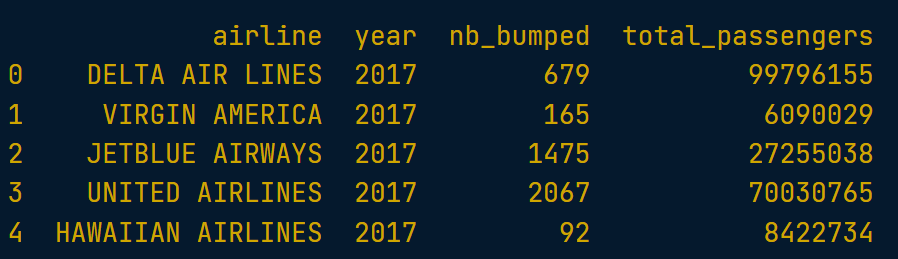 airline year nb_bumped total_passengers
0 DELTA AIR LINES 2017 679 99796155
1 VIRGIN AMERICA 2017 165 6090029
2 JETBLUE AIRWAYS 2017 1475 27255038
3 UNITED AIRLINES 2017 2067 70030765
4 HAWAIIAN AIRLINES 2017 92 8422734